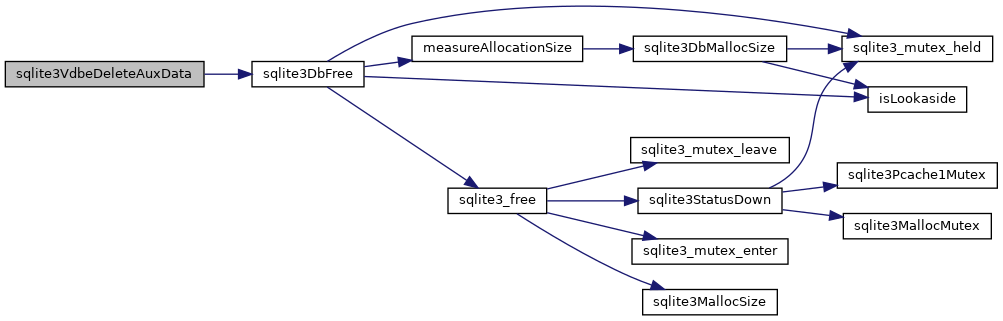 sqlite3VdbeDeleteAuxData
sqlite3DbFree
measureAllocationSize
sqlite3DbMallocSize
sqlite3_mutex_held
isLookaside
sqlite3_free
sqlite3_mutex_leave
sqlite3StatusDown
sqlite3Pcache1Mutex
sqlite3MallocMutex
sqlite3_mutex_enter
sqlite3MallocSize